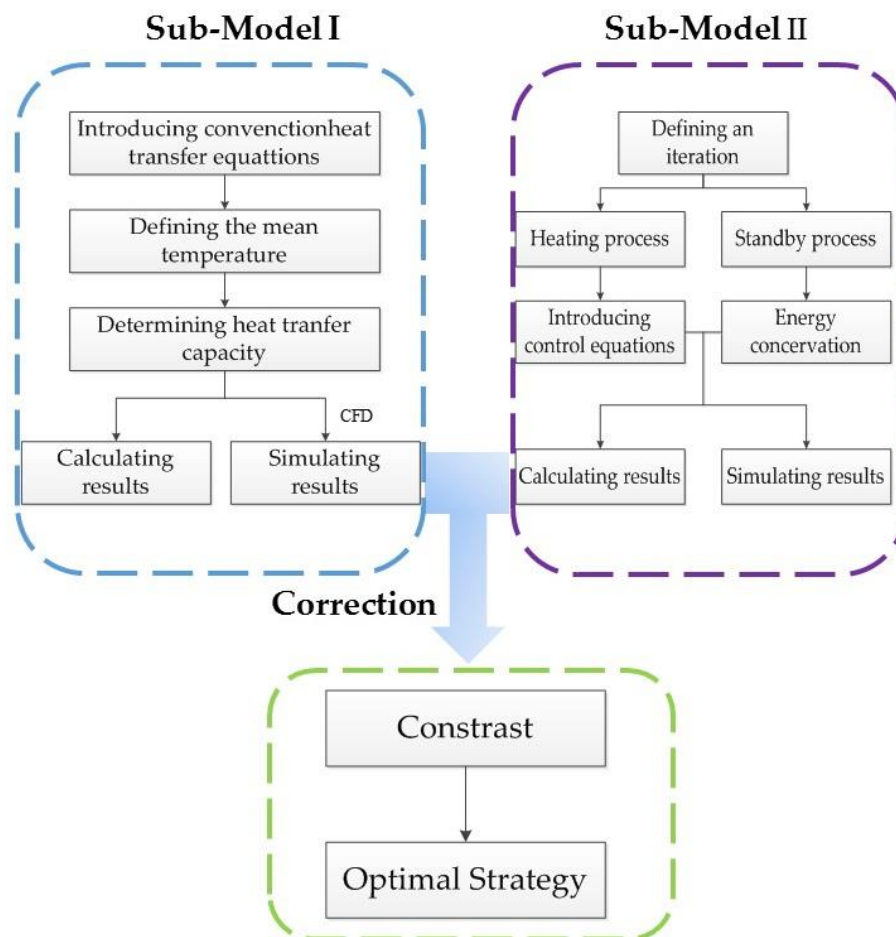 Sub-Model I
Introducing convenctionheat
transfer equattions
Defining the mean
temperature
Determining heat tranfer
capacity
CFD
Calculating
results
Simulating
results
Sub-Model II
Defining an
iteration
Heating process
Standby process
Introducing
control equations
Energy
concervation
Calculating results
Simulating results
Correction
Constrast
Optimal Strategy